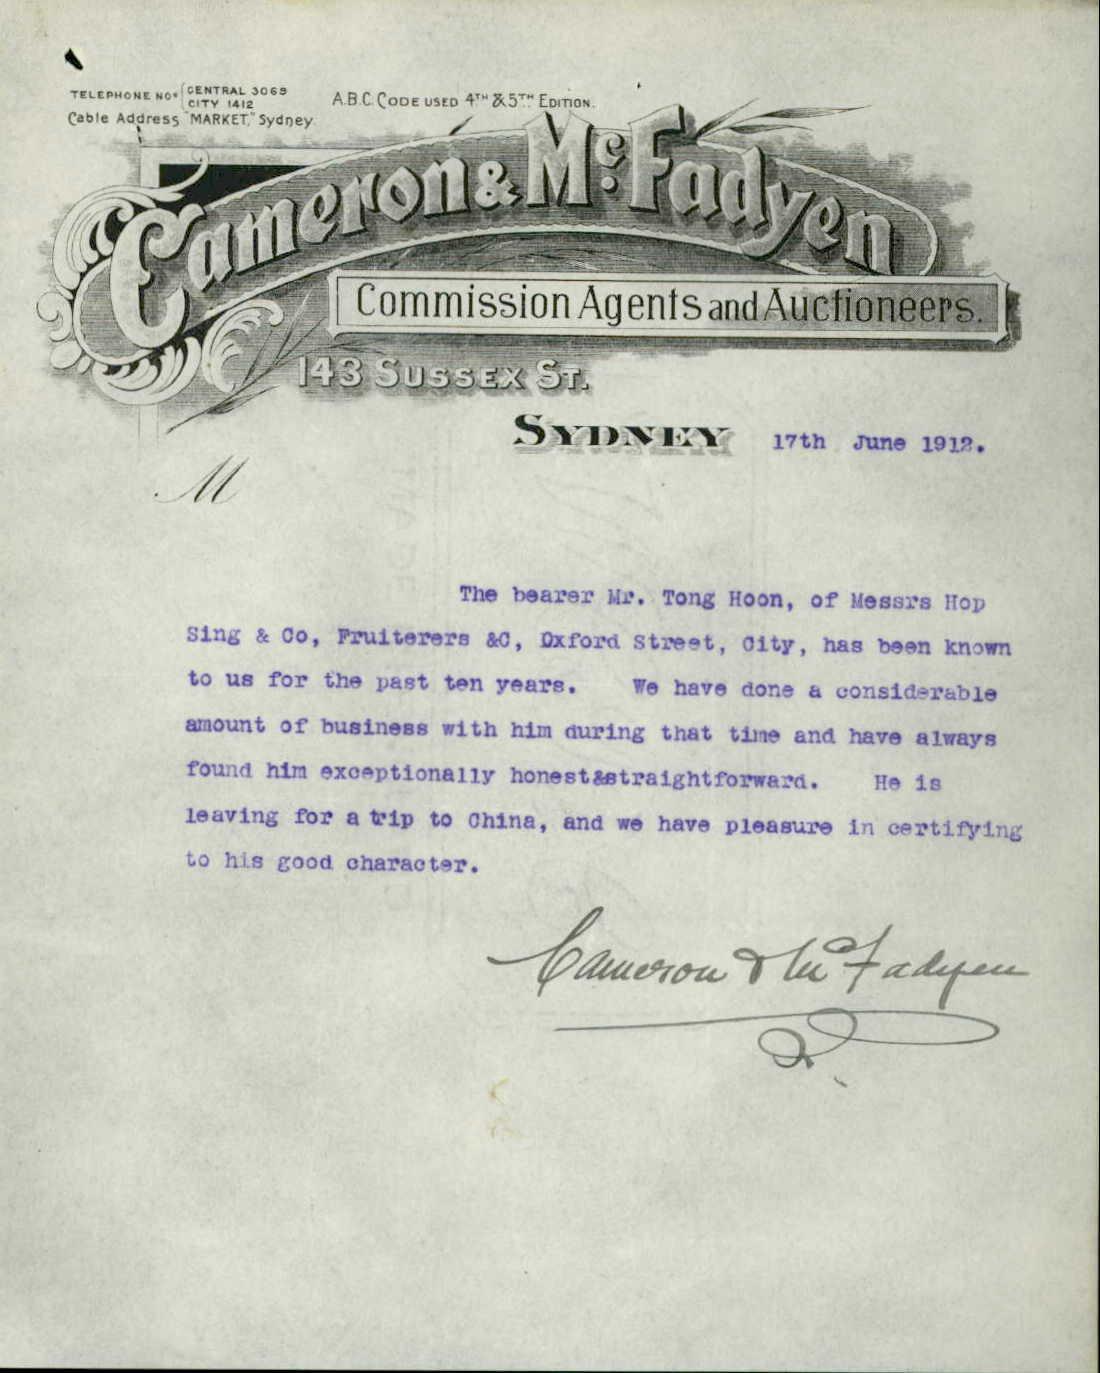 TELEPHONE NOS CENTRAL 3069
CITY 1412
A.B.C. CODE USED 4TH & 5TH EDITION.
Cable Address "MARKET," Sydney.
Cameron & McFadyen
Commission Agents and Auctioneers.
143 SUSSEX ST.
SYDNEY 17th June 1912.
M
The bearer Mr. Tong Hoon, of Messrs Hop
Sing & Co, Fruiterers &C, Oxford Street, City, has been known
to us for the past ten years. We have done a considerable
amount of business with him during that time and have always
found him exceptionally honest&straightforward. He is
leaving for a trip to China, and we have pleasure in certifying
to his good character.
Cameron & McFadyen